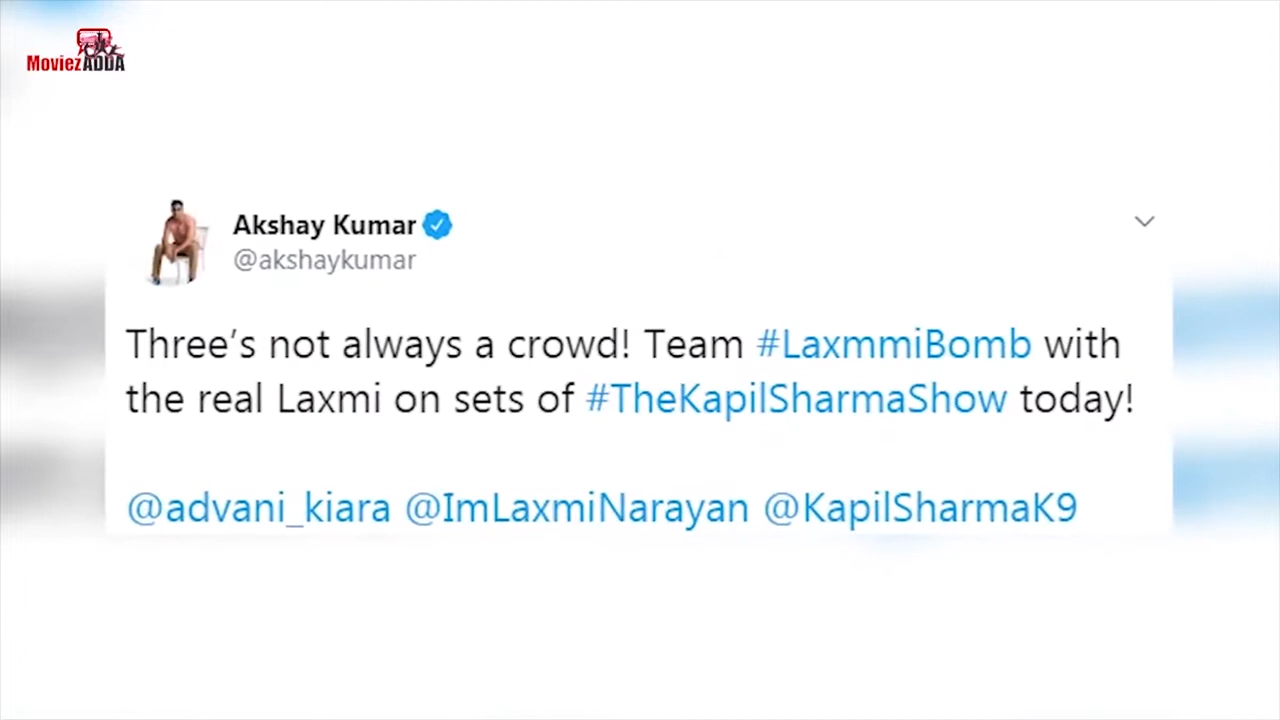 MoviezADDA
Akshay Kumar
@akshaykumar
Three’s not always a crowd! Team #LaxmmiBomb with
the real Laxmi on sets of #TheKapilSharmaShow today!
@advani_kiara @ImLaxmiNarayan @KapilSharmaK9